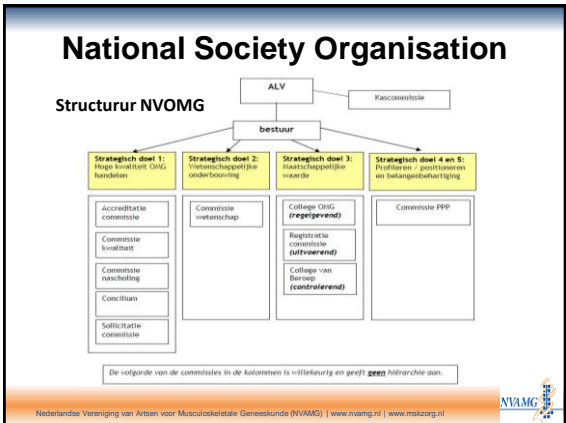 National Society Organisation
Structurur NVOMG
ALV
Kascommissie
bestuur
Strategisch doel 1:
Hoge kwaliteit OMG
handelen
Strategisch doel 2:
Wetenschappelijke
onderbouwing
Strategisch doel 3:
Maatschappelijke
waarde
Strategisch doel 4 en 5:
Profileren / positioneren
en belangenbehartiging
Accreditatie
commissie
Commissie
kwaliteit
Commissie
nascholing
Concilium
Sollicitatie
commissie
Commissie
wetenschap
College OMG
(regelgevend)
Registratie
commissie
(uitvoerend)
College van
Beroep
(controlerend)
Commissie PPP
De volgorde van de commissies in de kolommen is willekeurig en geeft geen hiërarchie aan.
Nederlandse Vereniging van Artsen voor Musculoskeletale Geneeskunde (NVAMG) | www.nvamg.nl | www.mskzorg.nl
NVAMG